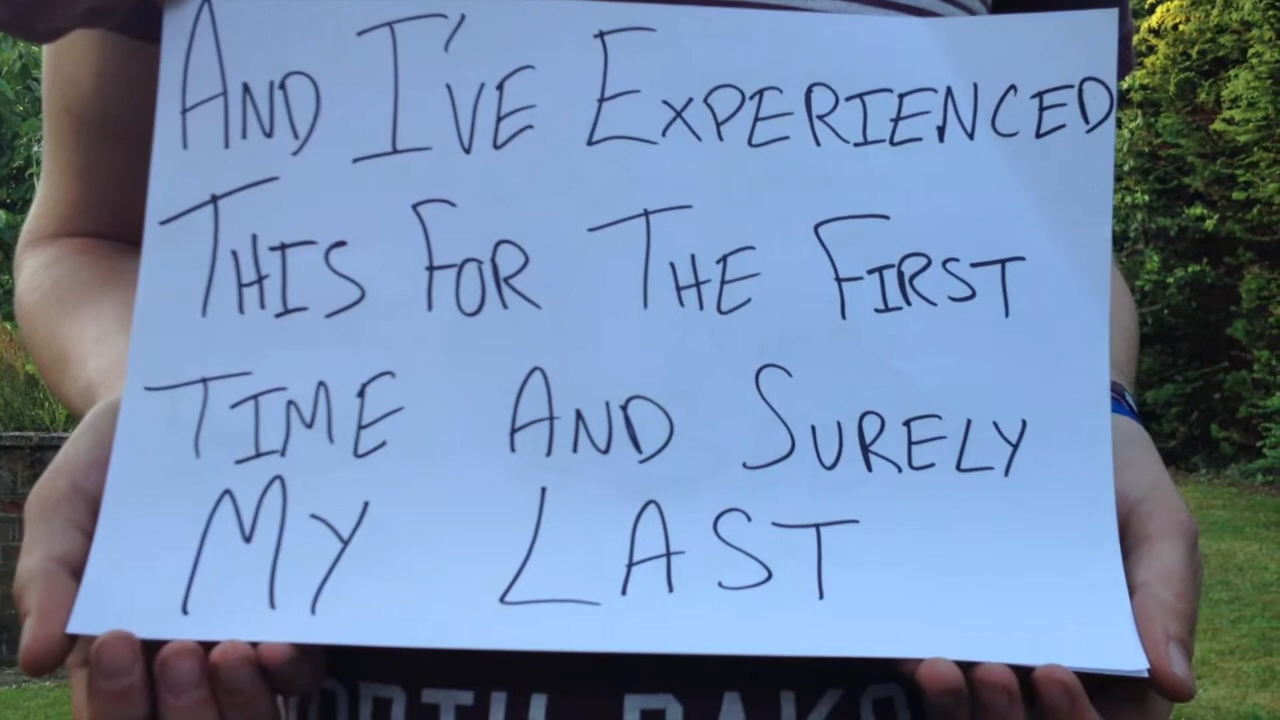 AND I'VE EXPERIENCED
THIS FOR THE FIRST
TIME AND SURELY
MY LAST